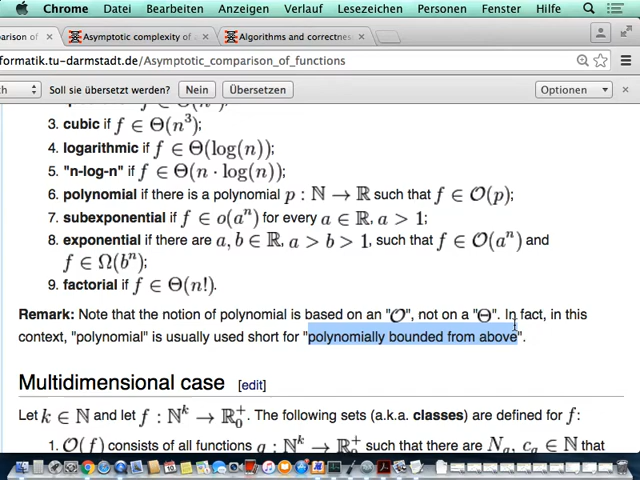 Chrome Datei Bearbeiten Anzeigen Verlauf Lesezeichen Personen Fenster Hilfe
parison of × Asymptotic complexity of a × Algorithms and correctne ×
formatik.tu-darmstadt.de/Asymptotic_comparison_of_functions
ch Soll sie übersetzt werden? Nein Übersetzen Optionen ×
3. cubic if f ∈ Θ(n³);
4. logarithmic if f ∈ Θ(log(n));
5. "n-log-n" if f ∈ Θ(n · log(n));
6. polynomial if there is a polynomial p : ℕ → ℝ such that f ∈ O(p);
7. subexponential if f ∈ o(aⁿ) for every a ∈ ℝ, a > 1;
8. exponential if there are a, b ∈ ℝ, a > b > 1, such that f ∈ O(aⁿ) and
f ∈ Ω(bⁿ);
9. factorial if f ∈ Θ(n!).
Remark: Note that the notion of polynomial is based on an "O", not on a "Θ". In fact, in this
context, "polynomial" is usually used short for "polynomially bounded from above".
Multidimensional case [edit]
Let k ∈ ℕ and let f : ℕᵏ → ℝ₀⁺. The following sets (a.k.a. classes) are defined for f:
1. O(f) consists of all functions g : ℕᵏ → ℝ₀⁺ such that there are N_g, c_g ∈ ℕ that